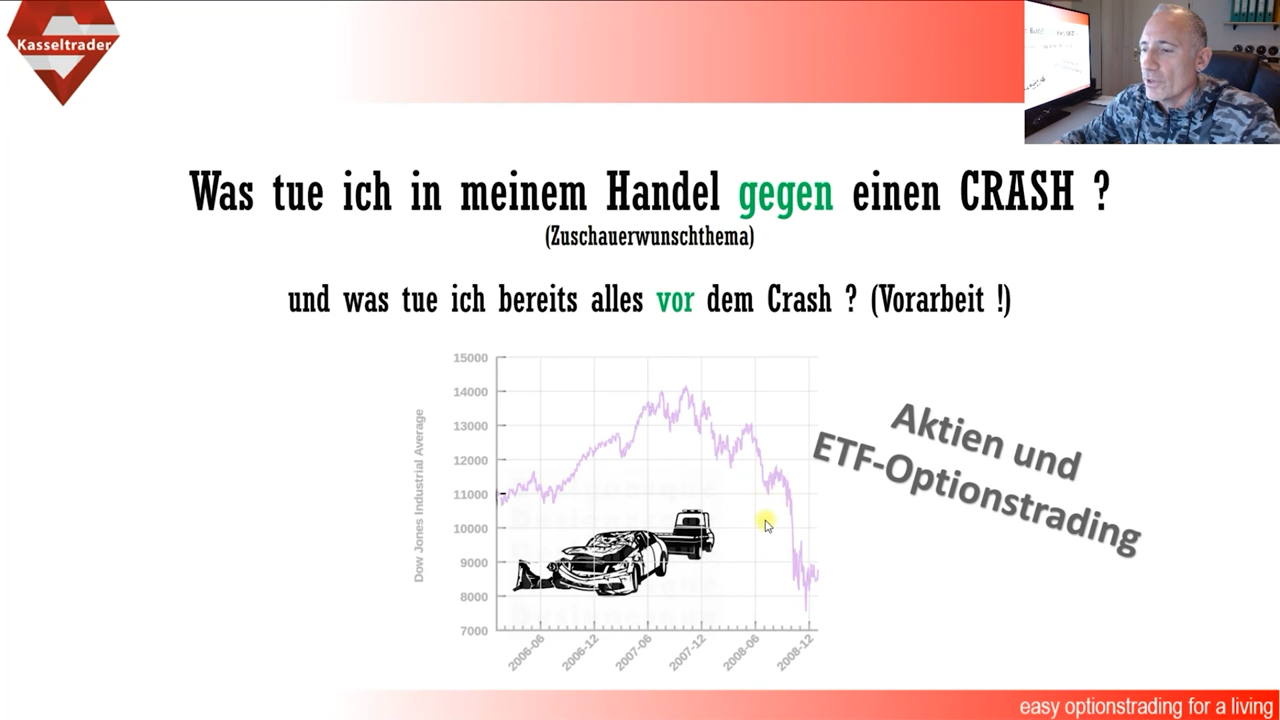 Kasseltrader
Was tue ich in meinem Handel gegen einen CRASH ?
(Zuschauerwunschthema)
und was tue ich bereits alles vor dem Crash ? (Vorarbeit !)
15000
14000
13000
12000
11000
10000
9000
8000
7000
Dow Jones Industrial Average
2006-06
2006-12
2007-06
2007-12
2008-06
2008-12
Aktien und
ETF-Optionstrading
easy optionstrading for a living